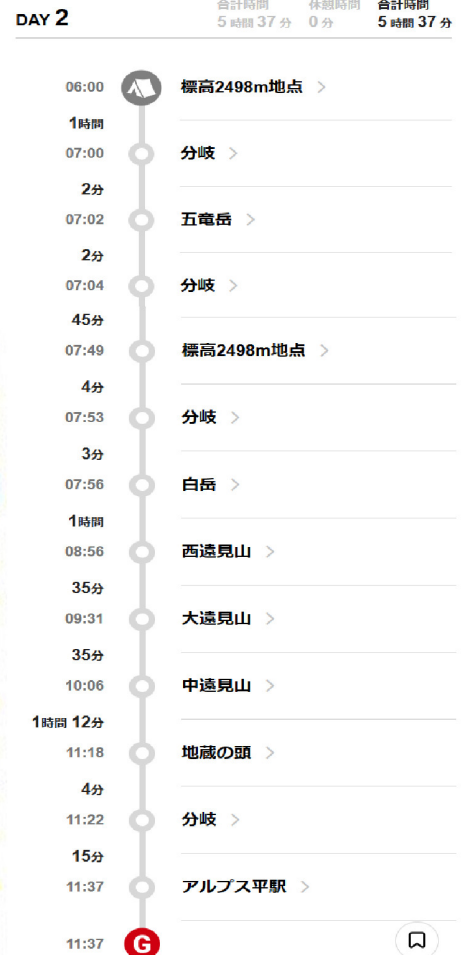 合計時間 休憩時間 合計時間
DAY 2 5 時間 37 分 0 分 5 時間 37 分
06:00 標高2498m地点
1時間
07:00 分岐
2分
07:02 五竜岳
2分
07:04 分岐
45分
07:49 標高2498m地点
4分
07:53 分岐
3分
07:56 白岳
1時間
08:56 西遠見山
35分
09:31 大遠見山
35分
10:06 中遠見山
1時間 12分
11:18 地蔵の頭
4分
11:22 分岐
15分
11:37 アルプス平駅
11:37 G